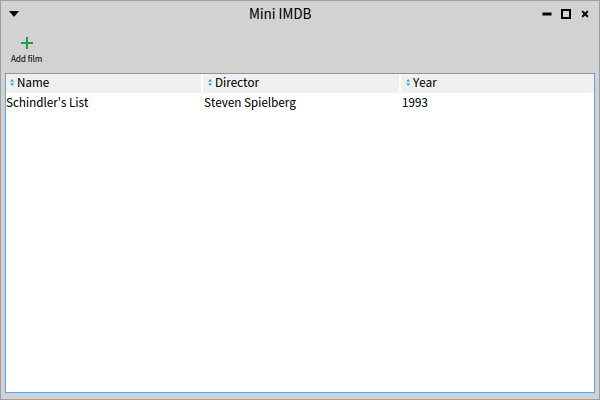 Mini IMDB
Add film
Name Director Year
Schindler's List Steven Spielberg 1993